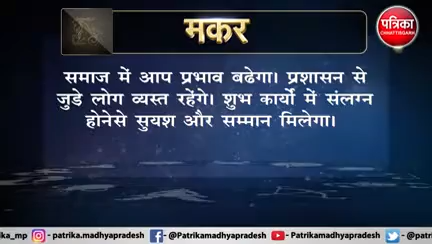 मकर
पत्रिका
CHHATTISGARH
समाज में आप प्रभाव बढेगा। प्रशासन से
जुडे लोग व्यस्त रहेंगे। शुभ कार्यो में संलग्न
होनेसे सुयश और सम्मान मिलेगा।
ika_mp - patrika.madhyapradesh - @Patrikamadhyapradesh - Patrikamadhyapradesh